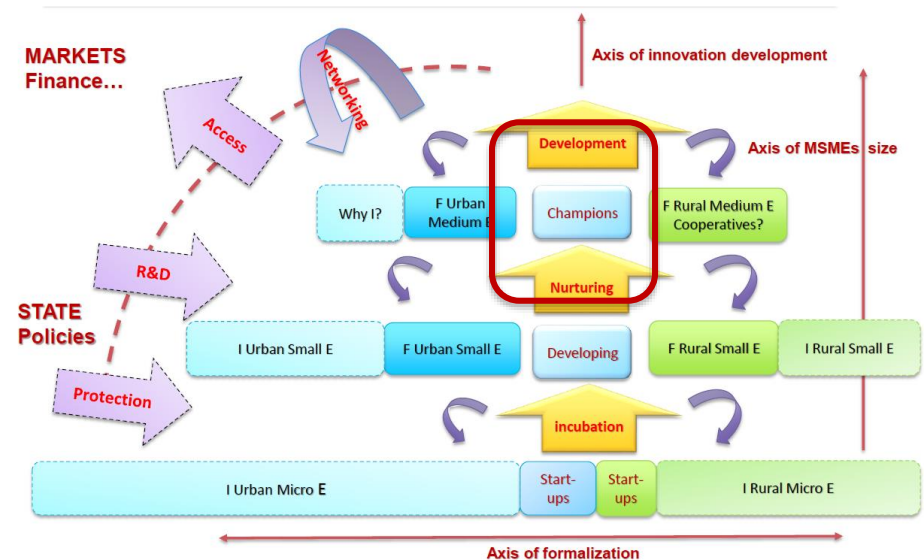 MARKETS
Finance…
Networking
Axis of innovation development
Access
Development
Axis of MSMEs size
Why I?
F Urban
Medium E
Champions
F Rural Medium E
Cooperatives?
R&D
Nurturing
STATE
Policies
I Urban Small E
F Urban Small E
Developing
F Rural Small E
I Rural Small E
Protection
incubation
I Urban Micro E
Start-
ups
Start-
ups
I Rural Micro E
Axis of formalization